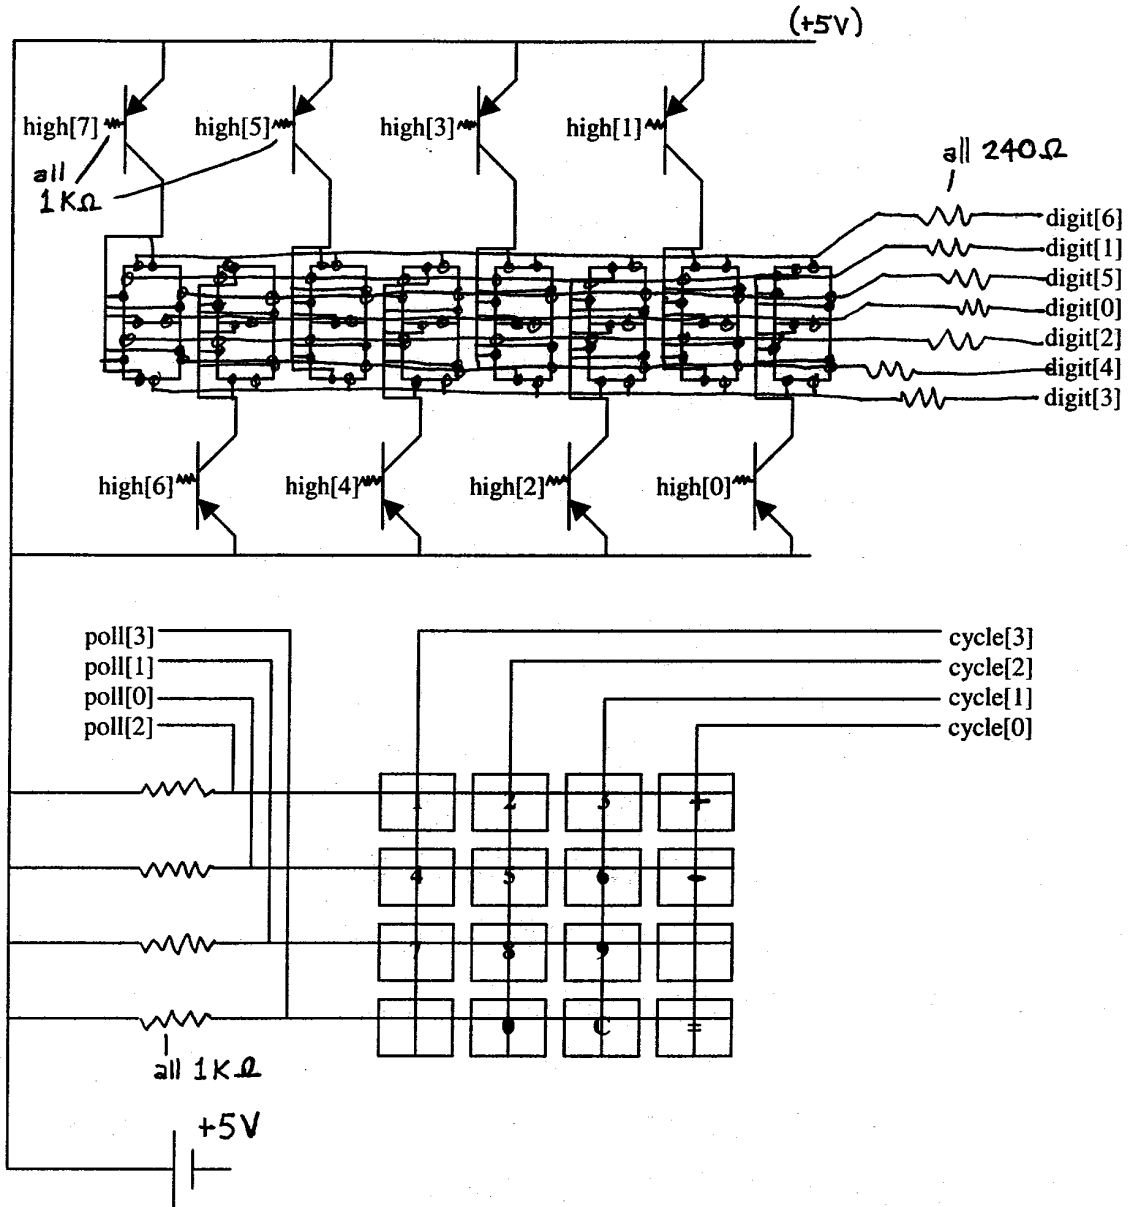 (+5V)
high[7] high[5] high[3] high[1]
all
1KΩ
all 240Ω
digit[6]
digit[1]
digit[5]
digit[0]
digit[2]
digit[4]
digit[3]
high[6] high[4] high[2] high[0]
poll[3] cycle[3]
poll[1] cycle[2]
poll[0] cycle[1]
poll[2] cycle[0]
1 2 3 +
4 5 6 -
7 8 9
0 C =
all 1KΩ
+5V